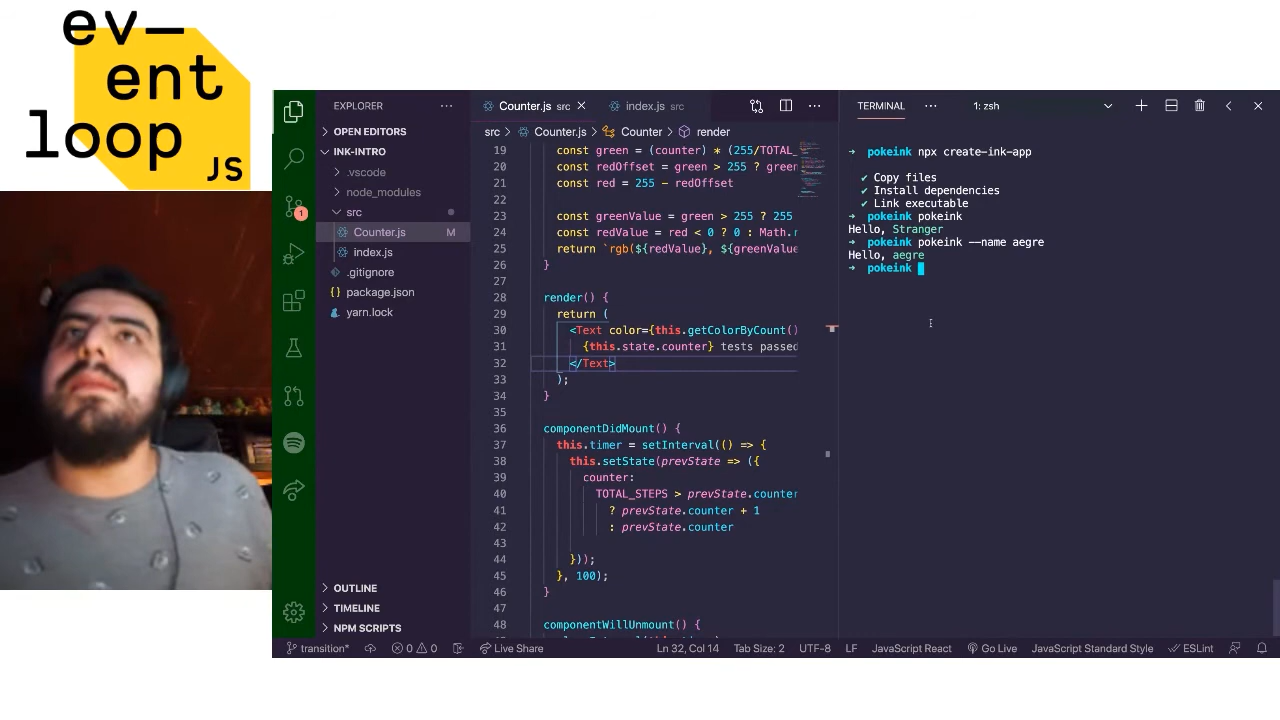 ev—
ent
loop
JS
EXPLORER
OPEN EDITORS
INK-INTRO
.vscode
node_modules
src
Counter.js M
index.js
.gitignore
package.json
yarn.lock
OUTLINE
TIMELINE
NPM SCRIPTS
1
Counter.js src
index.js src
src > Counter.js > Counter > render
19 const green = (counter) * (255/TOTAL_
20 const redOffset = green > 255 ? green
21 const red = 255 - redOffset
22
23 const greenValue = green > 255 ? 255
24 const redValue = red < 0 ? 0 : Math.r
25 return `rgb(${redValue}, ${greenValue
26 }
27
28 render() {
29 return (
30 <Text color={this.getColorByCount()
31 {this.state.counter} tests passed
32 </Text>
33 );
34 }
35
36 componentDidMount() {
37 this.timer = setInterval(() => {
38 this.setState(prevState => ({
39 counter:
40 TOTAL_STEPS > prevState.counter
41 ? prevState.counter + 1
42 : prevState.counter
43
44 }));
45 }, 100);
46 }
47
48 componentWillUnmount() {
TERMINAL 1: zsh
➜ pokeink npx create-ink-app
✔ Copy files
✔ Install dependencies
✔ Link executable
➜ pokeink pokeink
Hello, Stranger
➜ pokeink pokeink --name aegre
Hello, aegre
➜ pokeink
transition* 0 0 Live Share Ln 32, Col 14 Tab Size: 2 UTF-8 LF JavaScript React Go Live JavaScript Standard Style ESLint